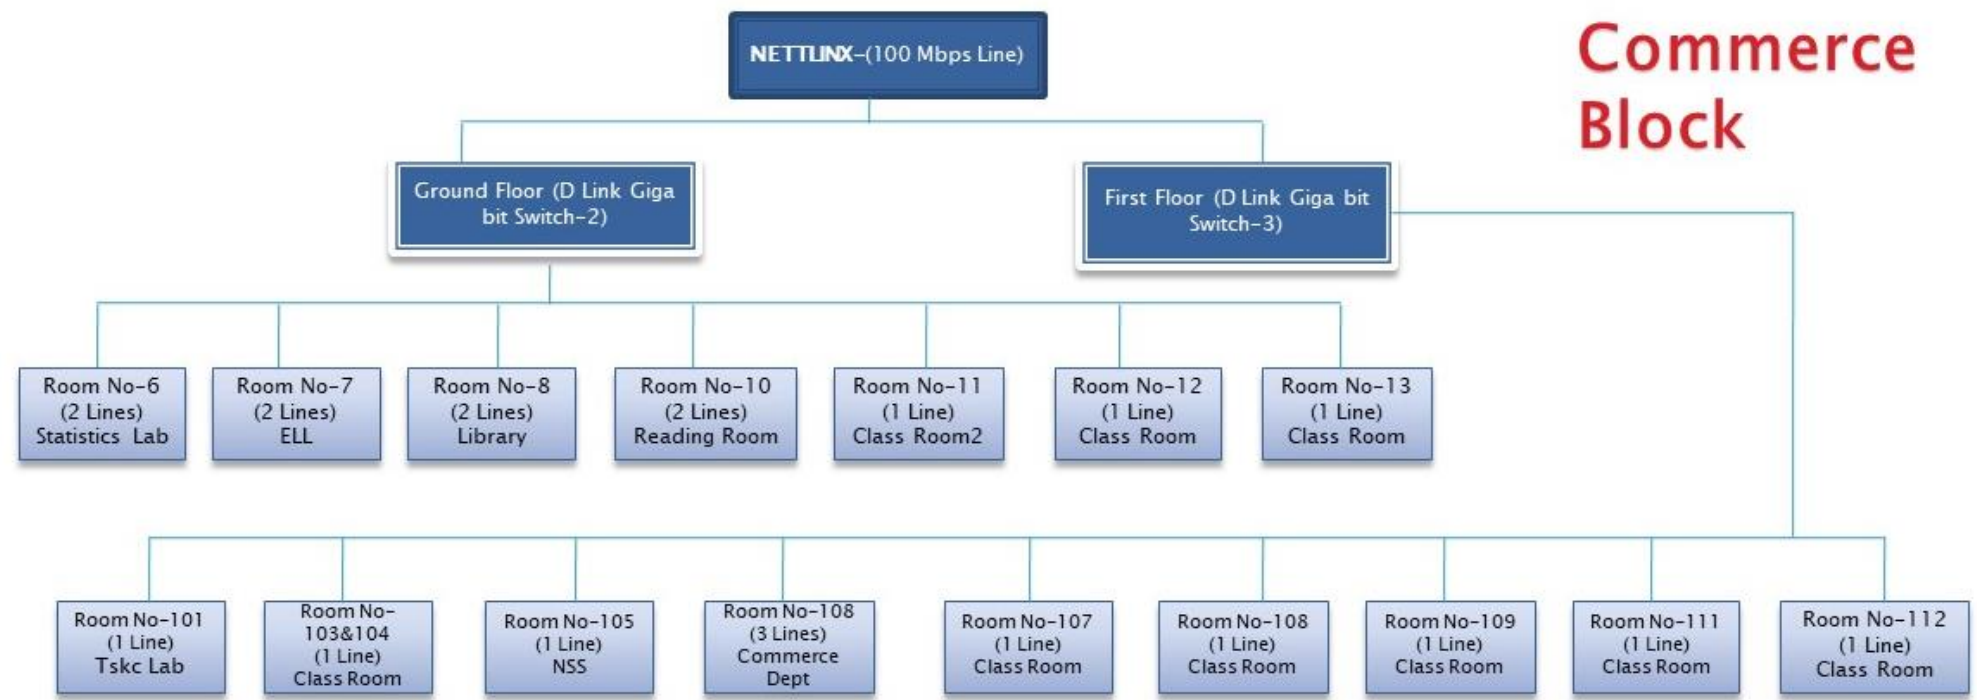 Commerce
Block
NETTLINX-(100 Mbps Line)
Ground Floor (D Link Giga
bit Switch-2)
First Floor (D Link Giga bit
Switch-3)
Room No-6
(2 Lines)
Statistics Lab
Room No-7
(2 Lines)
ELL
Room No-8
(2 Lines)
Library
Room No-10
(2 Lines)
Reading Room
Room No-11
(1 Line)
Class Room2
Room No-12
(1 Line)
Class Room
Room No-13
(1 Line)
Class Room
Room No-101
(1 Line)
Tskc Lab
Room No-
103&104
(1 Line)
Class Room
Room No-105
(1 Line)
NSS
Room No-108
(3 Lines)
Commerce
Dept
Room No-107
(1 Line)
Class Room
Room No-108
(1 Line)
Class Room
Room No-109
(1 Line)
Class Room
Room No-111
(1 Line)
Class Room
Room No-112
(1 Line)
Class Room